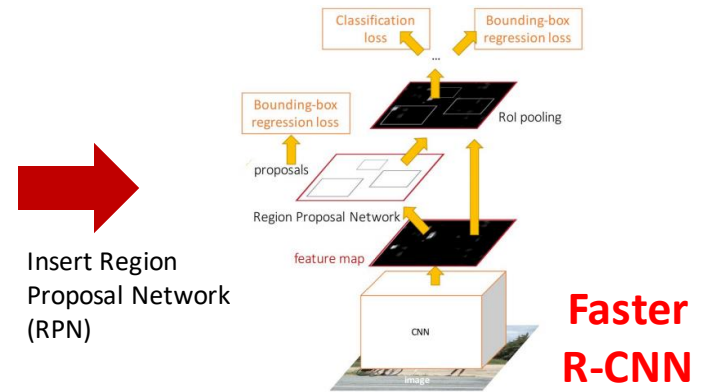 Classification
loss
Bounding-box
regression loss
...
Bounding-box
regression loss
RoI pooling
proposals
Region Proposal Network
feature map
Insert Region
Proposal Network
(RPN)
CNN
image
Faster
R-CNN